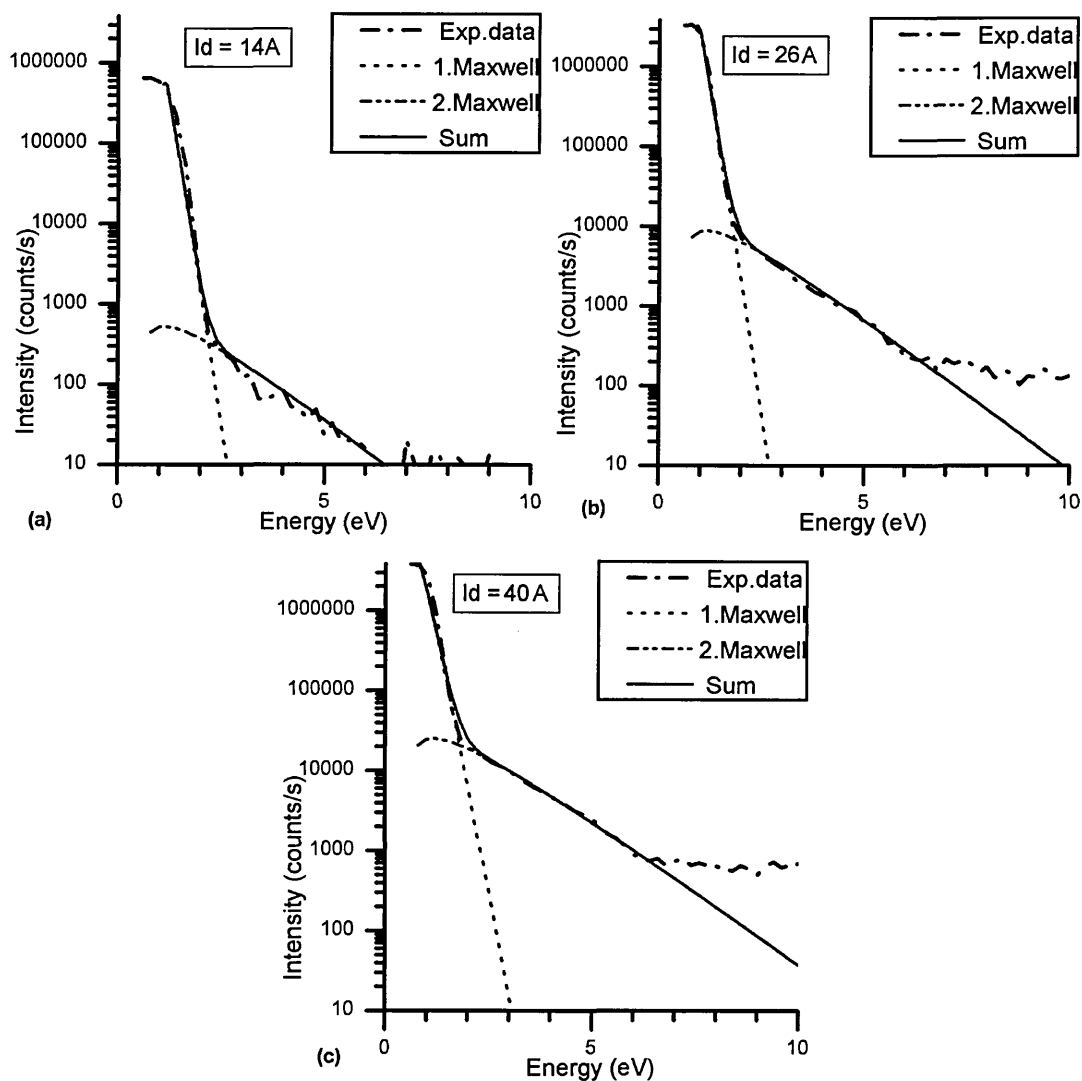 Id = 14A
Exp.data
1.Maxwell
2.Maxwell
Sum
1000000
100000
10000
1000
100
10
Intensity (counts/s)
0
5
10
Energy (eV)
(a)
Id = 26A
Exp.data
1.Maxwell
2.Maxwell
Sum
1000000
100000
10000
1000
100
10
Intensity (counts/s)
0
5
10
Energy (eV)
(b)
Id = 40A
Exp.data
1.Maxwell
2.Maxwell
Sum
1000000
100000
10000
1000
100
10
Intensity (counts/s)
0
5
10
Energy (eV)
(c)